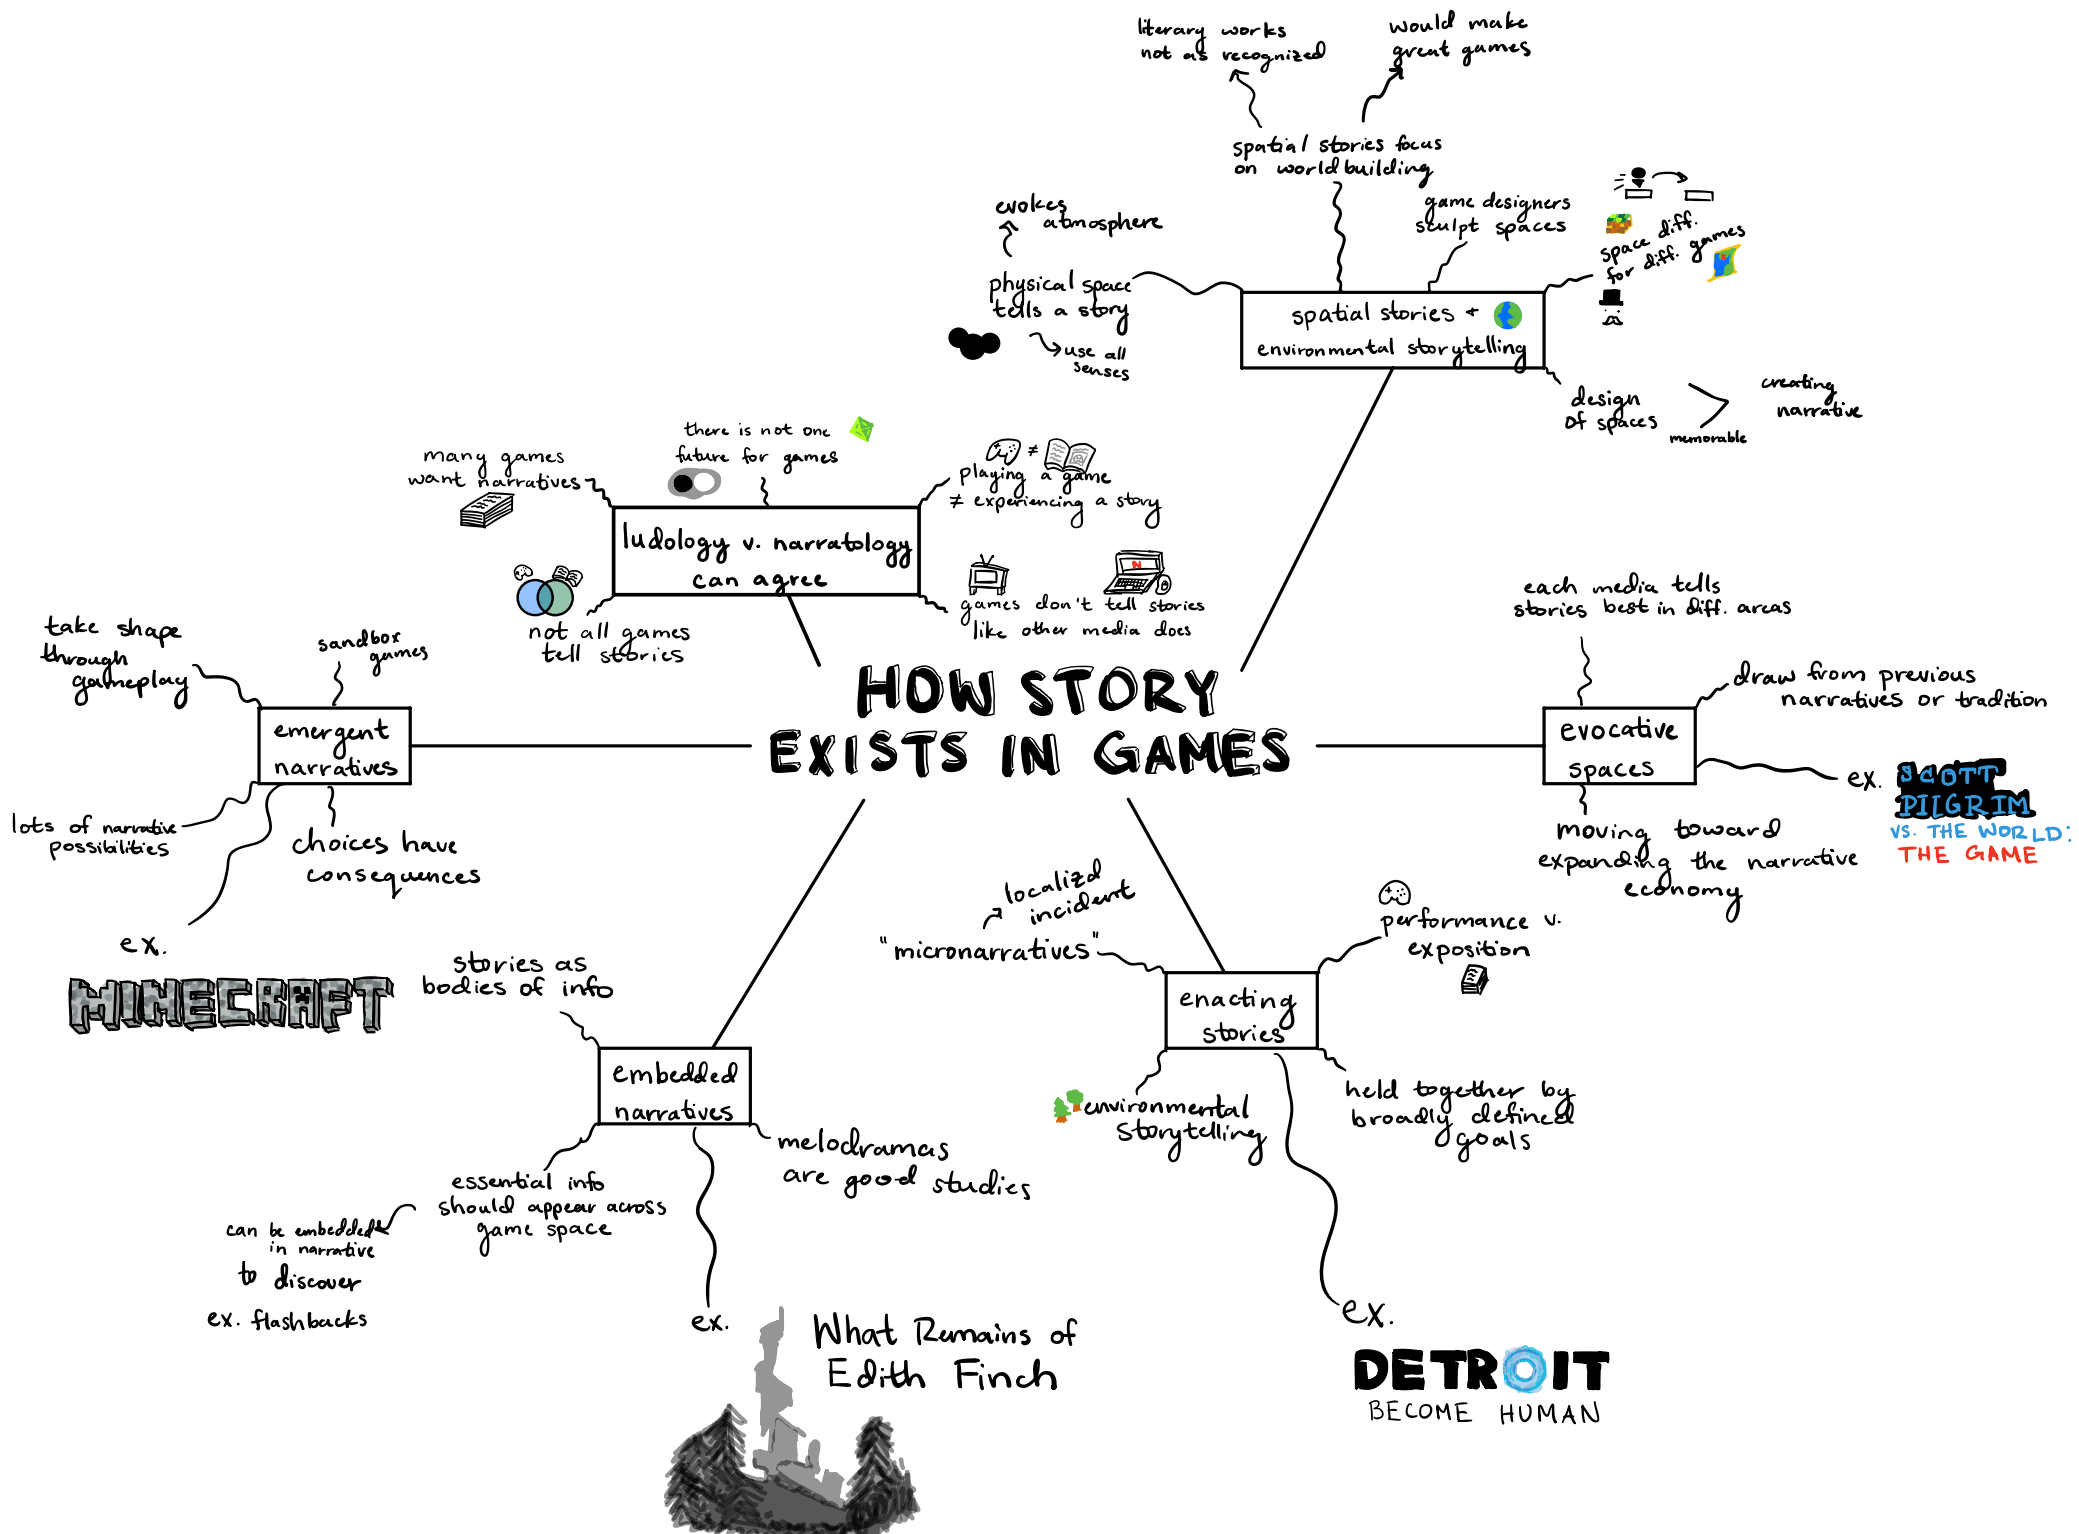 literary works
not as recognized
would make
great games
spatial stories focus
on worldbuilding
evokes
atmosphere
physical space
tells a story
use all
senses
game designers
sculpt spaces
space diff.
for diff. games
spatial stories +
environmental storytelling
design
of spaces
memorable
creating
narrative
many games
want narratives
there is not one
future for games
≠
playing a game
≠ experiencing a story
ludology v. narratology
can agree
not all games
tell stories
N
games don't tell stories
like other media does
HOW STORY
EXISTS IN GAMES
take shape
through
gameplay
sandbox
games
emergent
narratives
lots of narrative
possibilities
choices have
consequences
ex.
MINECRAFT
each media tells
stories best in diff. areas
draw from previous
narratives or tradition
evocative
spaces
ex.
SCOTT
PILGRIM
VS. THE WORLD:
THE GAME
moving toward
expanding the narrative
economy
stories as
bodies of info
embedded
narratives
melodramas
are good studies
essential info
should appear across
game space
can be embedded
in narrative
to discover
ex. flashbacks
ex.
What Remains of
Edith Finch
localizd
incident
"micronarratives"
performance v.
exposition
enacting
stories
environmental
storytelling
held together by
broadly defined
goals
ex.
DETROIT
BECOME HUMAN